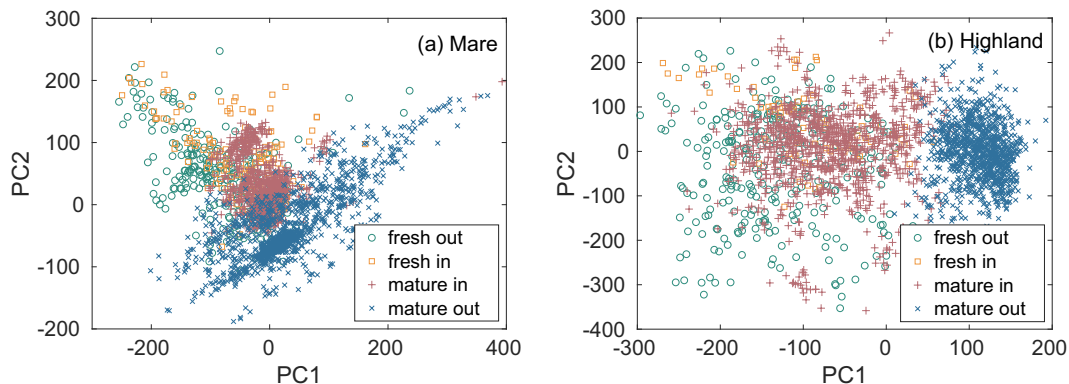 (a) Mare
300
200
100
0
-100
-200
PC2
-200
0
200
400
PC1
fresh out
fresh in
mature in
mature out
(b) Highland
300
200
100
0
-100
-200
-300
-400
PC2
-300
-200
-100
0
100
200
PC1
fresh out
fresh in
mature in
mature out